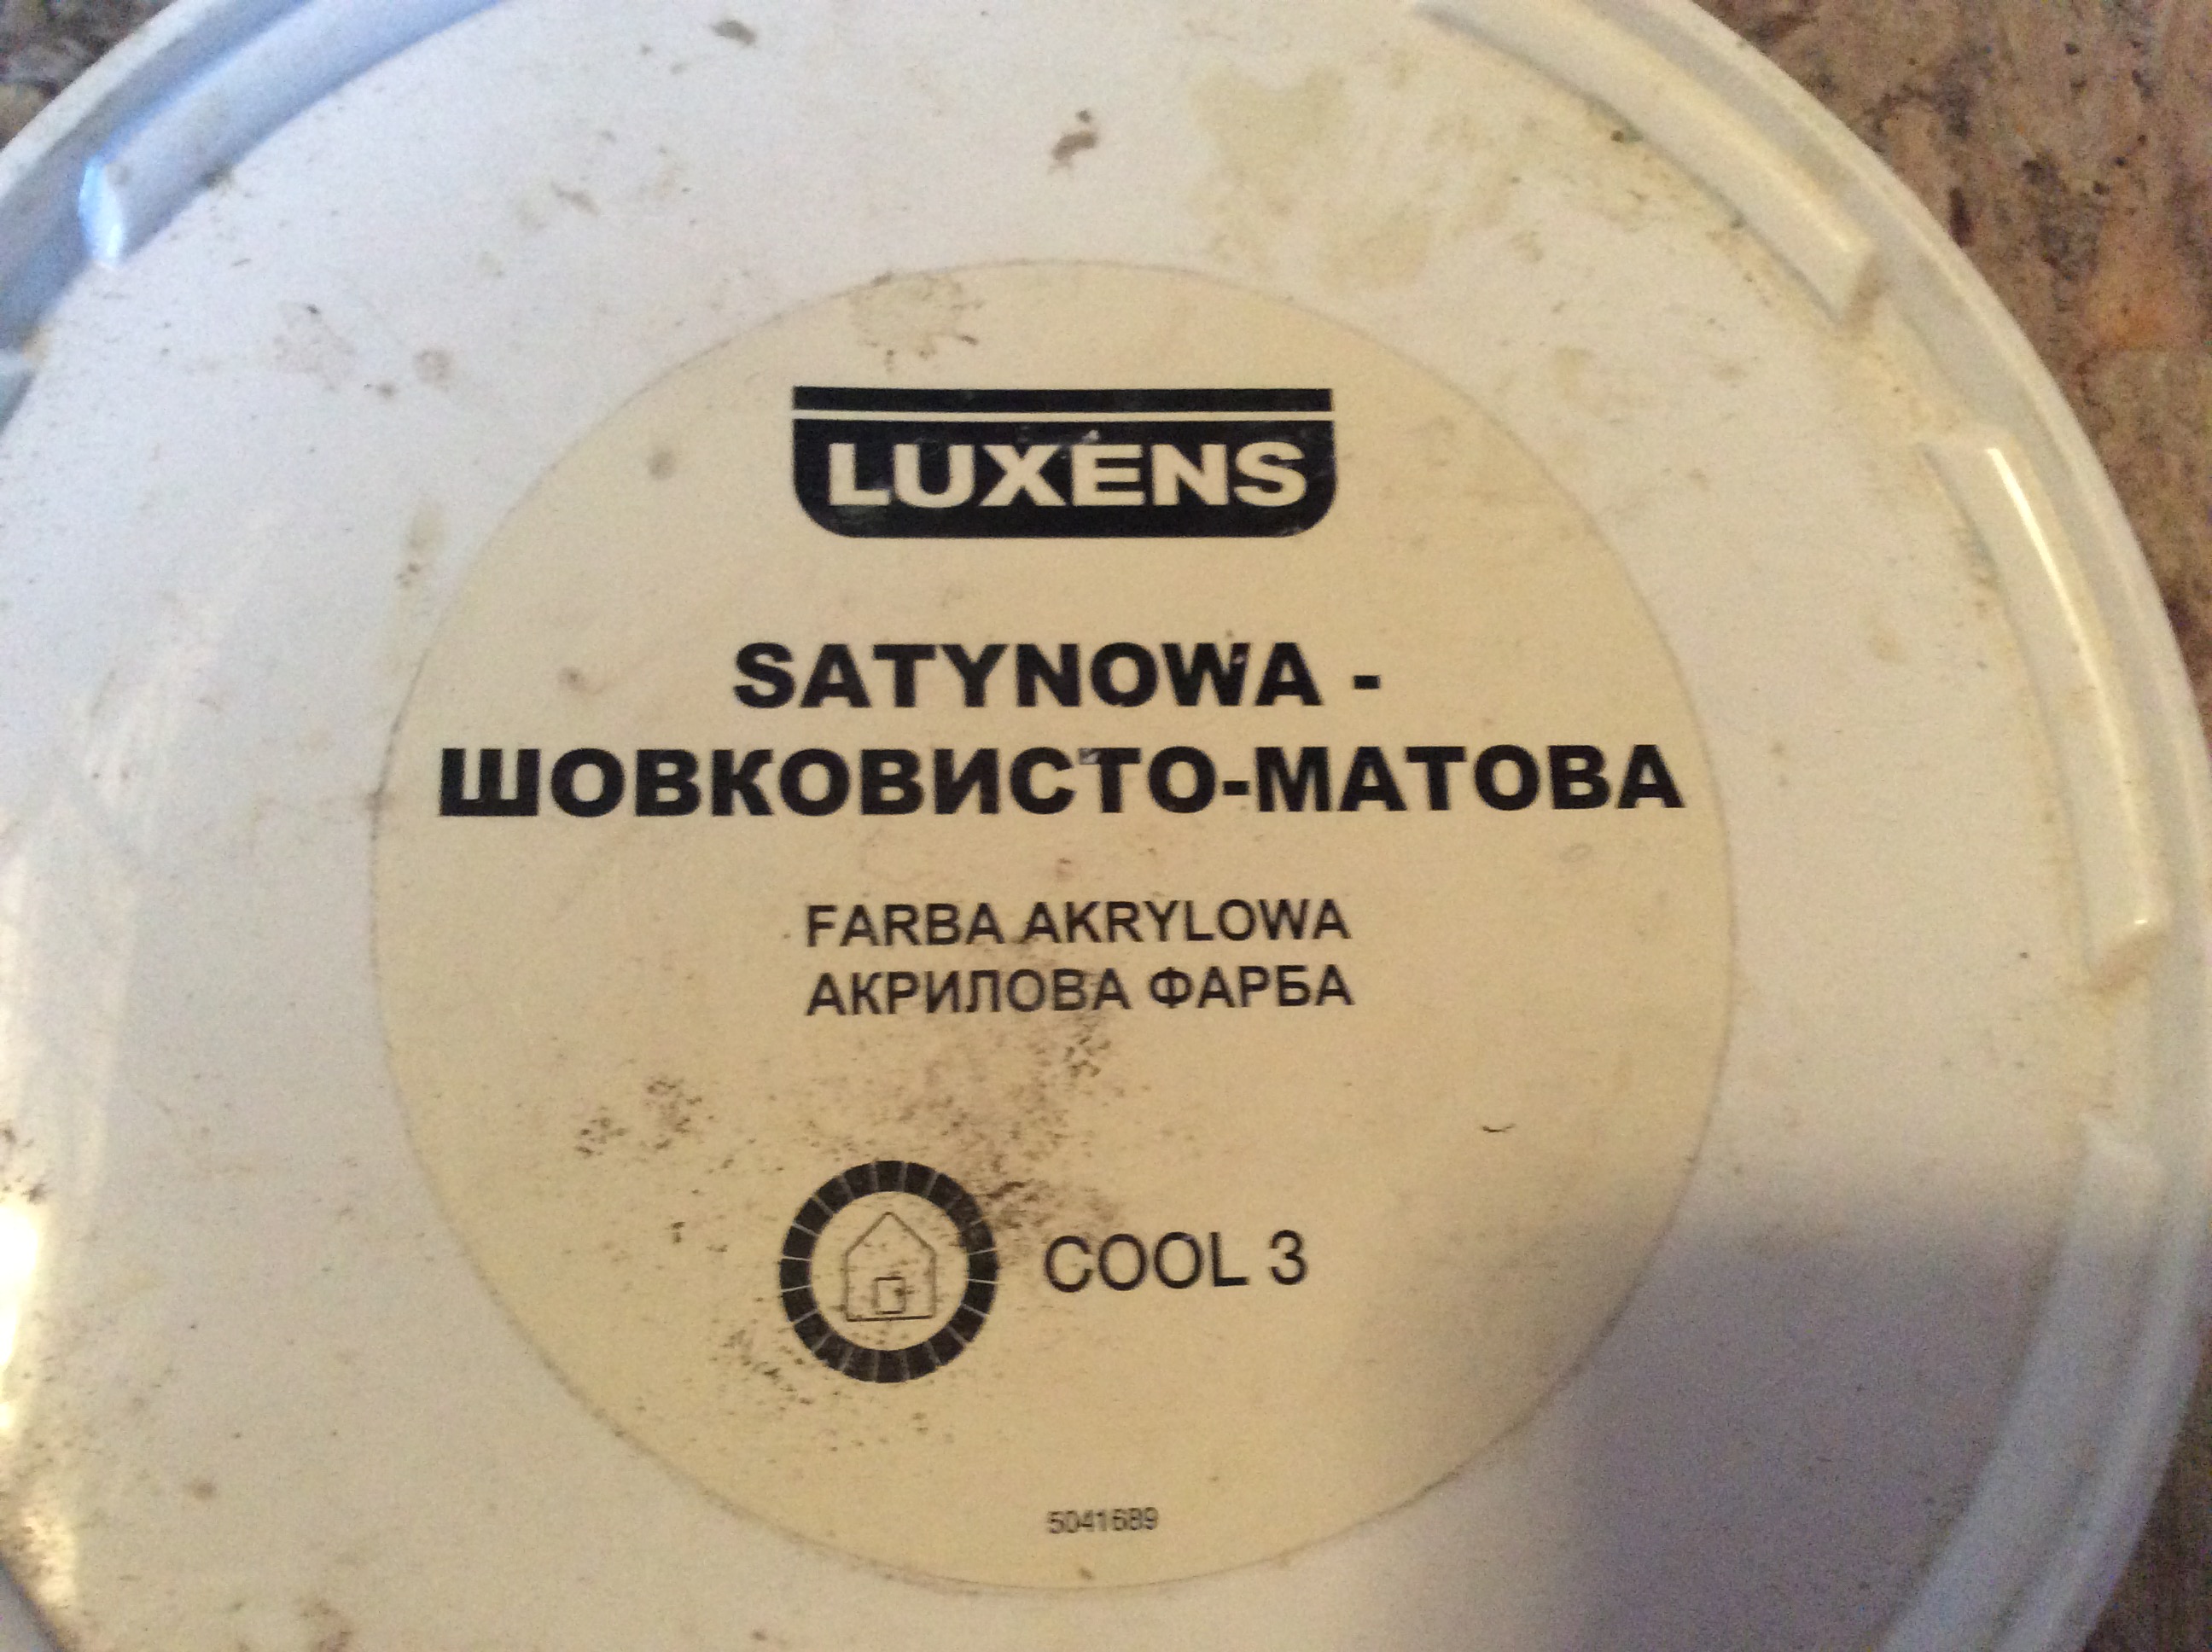 LUXENS
SATYNOWA -
ШОВКОВИСТО-МАТОВА
FARBA AKRYLOWA
АКРИЛОВА ФАРБА
COOL 3
5041689